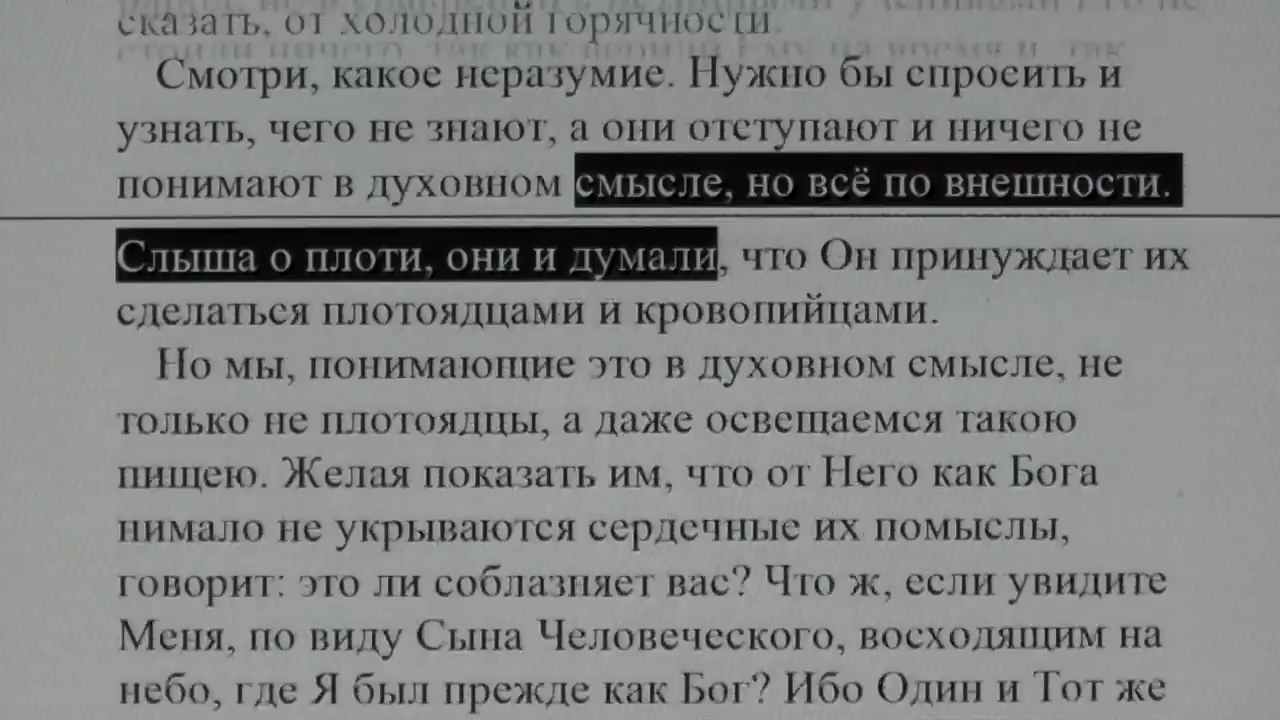 сказать, от холодной горячности.
Смотри, какое неразумие. Нужно бы спросить и
узнать, чего не знают, а они отступают и ничего не
понимают в духовном смысле, но всё по внешности.
Слыша о плоти, они и думали, что Он принуждает их
сделаться плотоядцами и кровопийцами.
Но мы, понимающие это в духовном смысле, не
только не плотоядцы, а даже освещаемся такою
пищею. Желая показать им, что от Него как Бога
нимало не укрываются сердечные их помыслы,
говорит: это ли соблазняет вас? Что ж, если увидите
Меня, по виду Сына Человеческого, восходящим на
небо, где Я был прежде как Бог? Ибо Один и Тот же